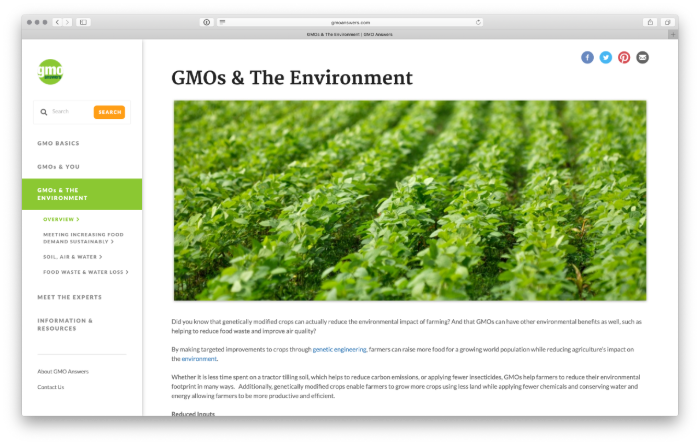 gmoanswers.com
GMOs & The Environment | GMO Answers
gmo
answers
Search
SEARCH
GMO BASICS
GMOs & YOU
GMOs & THE
ENVIRONMENT
OVERVIEW >
MEETING INCREASING FOOD
DEMAND SUSTAINABLY >
SOIL, AIR & WATER >
FOOD WASTE & WATER LOSS >
MEET THE EXPERTS
INFORMATION &
RESOURCES
About GMO Answers
Contact Us
GMOs & The Environment
Did you know that genetically modified crops can actually reduce the environmental impact of farming? And that GMOs can have other environmental benefits as well, such as
helping to reduce food waste and improve air quality?
By making targeted improvements to crops through genetic engineering, farmers can raise more food for a growing world population while reducing agriculture's impact on
the environment.
Whether it is less time spent on a tractor tilling soil, which helps to reduce carbon emissions, or applying fewer insecticides, GMOs help farmers to reduce their environmental
footprint in many ways. Additionally, genetically modified crops enable farmers to grow more crops using less land while applying fewer chemicals and conserving water and
energy allowing farmers to be more productive and efficient.
Reduced Inputs